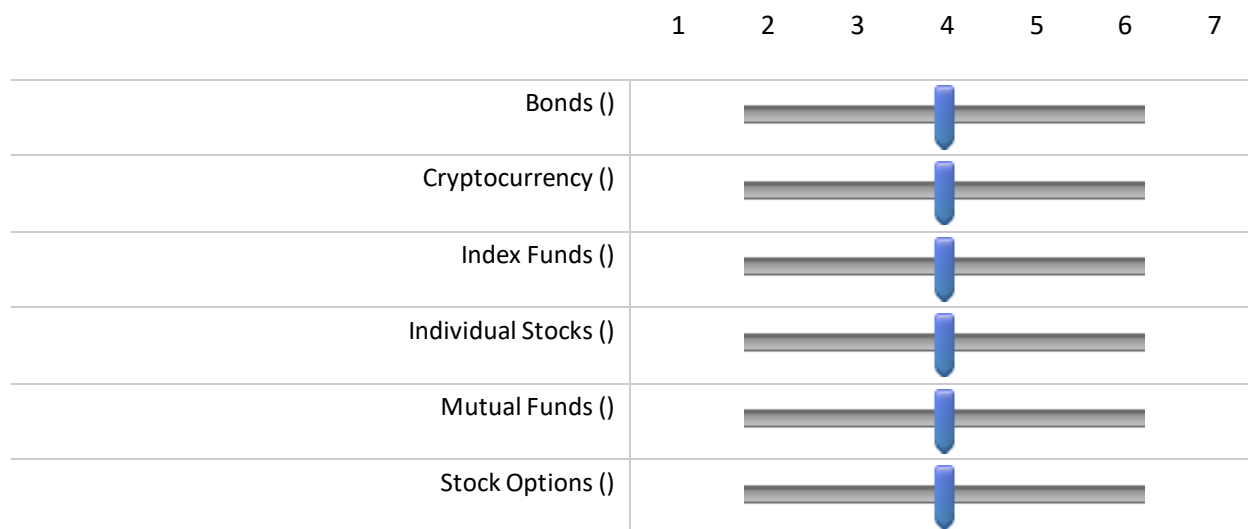 1 2 3 4 5 6 7
Bonds ()
Cryptocurrency ()
Index Funds ()
Individual Stocks ()
Mutual Funds ()
Stock Options ()